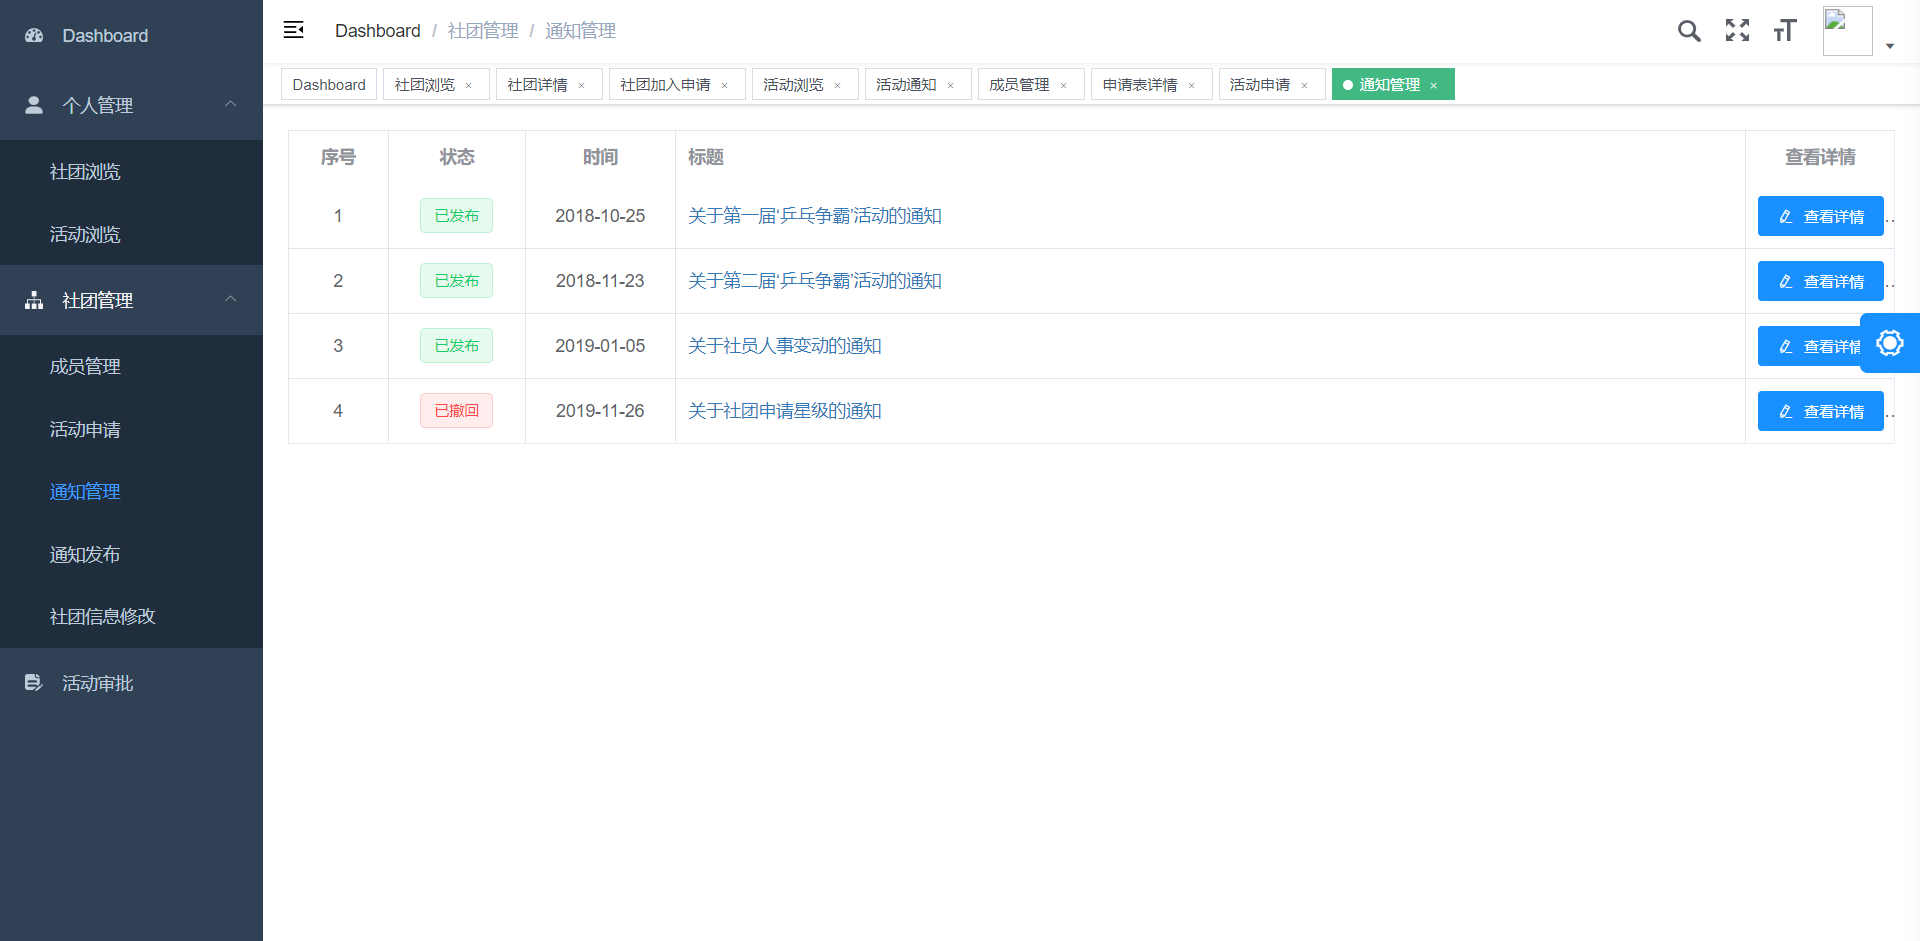 Dashboard
个人管理
社团浏览
活动浏览
社团管理
成员管理
活动申请
通知管理
通知发布
社团信息修改
活动审批
Dashboard / 社团管理 / 通知管理
Dashboard 社团浏览 × 社团详情 × 社团加入申请 × 活动浏览 × 活动通知 × 成员管理 × 申请表详情 × 活动申请 × 通知管理 ×
序号 状态 时间 标题 查看详情
1 已发布 2018-10-25 关于第一届‘乒乓争霸’活动的通知 查看详情 ..
2 已发布 2018-11-23 关于第二届‘乒乓争霸’活动的通知 查看详情 ..
3 已发布 2019-01-05 关于社员人事变动的通知 查看详情
4 已撤回 2019-11-26 关于社团申请星级的通知 查看详情 ..